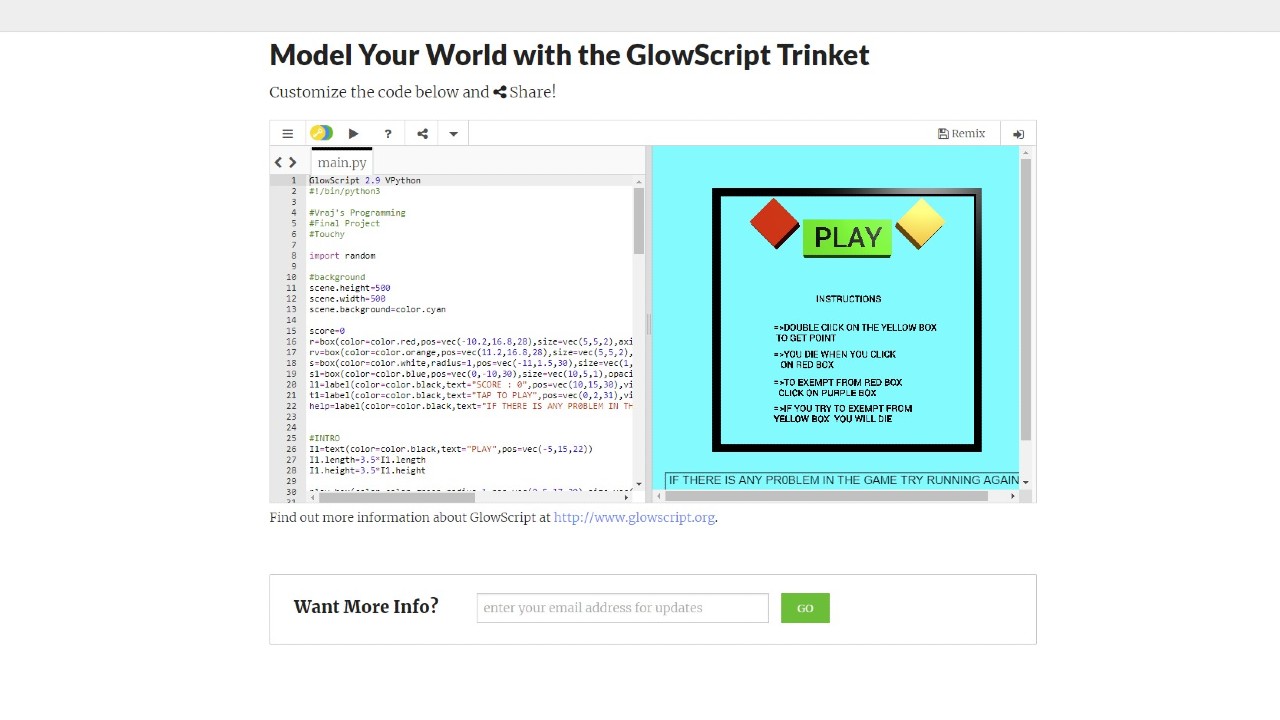 Model Your World with the GlowScript Trinket
Customize the code below and Share!
?
Remix
main.py
1 GlowScript 2.9 VPython
2 #!/bin/python3
3
4 #Vraj's Programming
5 #Final Project
6 #Touchy
7
8 import random
9
10 #background
11 scene.height=500
12 scene.width=500
13 scene.background=color.cyan
14
15 score=0
16 r=box(color=color.red,pos=vec(-10.2,16.8,28),size=vec(5,5,2),axi
17 rv=box(color=color.orange,pos=vec(11.2,16.8,28),size=vec(5,5,2),
18 s=box(color=color.white,radius=1,pos=vec(-11,1.5,30),size=vec(1,
19 s1=box(color=color.blue,pos=vec(0,-10,30),size=vec(10,5,1),opaci
20 l1=label(color=color.black,text="SCORE : 0",pos=vec(10,15,30),vi
21 t1=label(color=color.black,text="TAP TO PLAY",pos=vec(0,2,31),vi
22 help=label(color=color.black,text="IF THERE IS ANY PR0BLEM IN TH
23
24
25 #INTRO
26 I1=text(color=color.black,text="PLAY",pos=vec(-5,15,22))
27 I1.length=3.5*I1.length
28 I1.height=3.5*I1.height
29
30
PLAY
INSTRUCTIONS
=>DOUBLE ClICK ON THE YELLOW BOX
TO GET POINT
=>YOU DIE WHEN YOU CLICK
ON RED BOX
=>TO EXEMPT FROM RED BOX
CLICK ON PURPLE BOX
=>IF YOU TRY TO EXEMPT FROM
YELLOW BOX YOU WILL DIE
IF THERE IS ANY PR0BLEM IN THE GAME TRY RUNNING AGAIN
Find out more information about GlowScript at http://www.glowscript.org.
Want More Info?
enter your email address for updates
GO